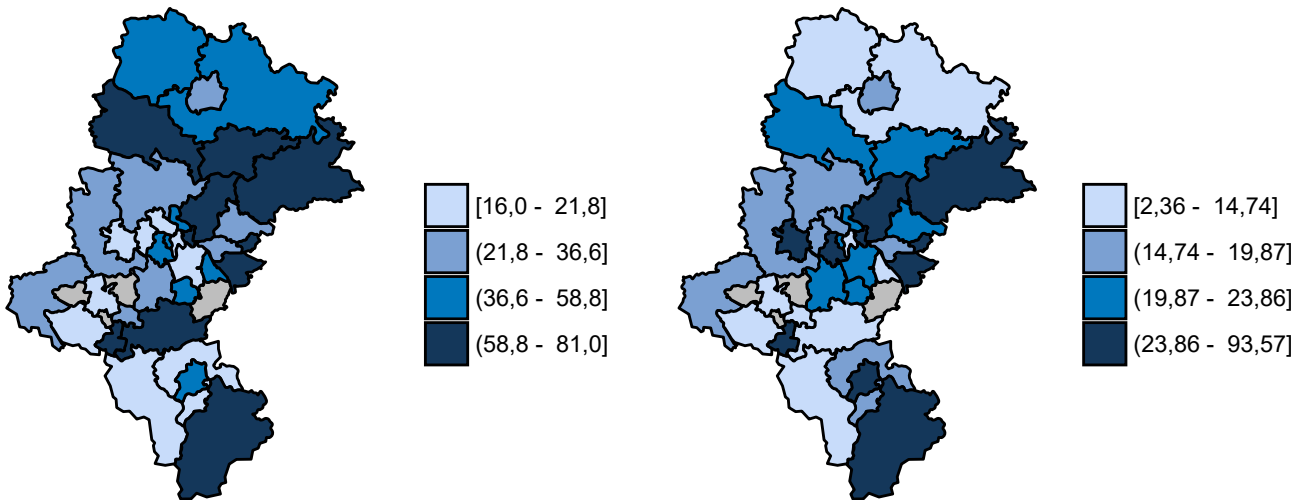 [16,0 - 21,8]
(21,8 - 36,6]
(36,6 - 58,8]
(58,8 - 81,0]
[2,36 - 14,74]
(14,74 - 19,87]
(19,87 - 23,86]
(23,86 - 93,57]